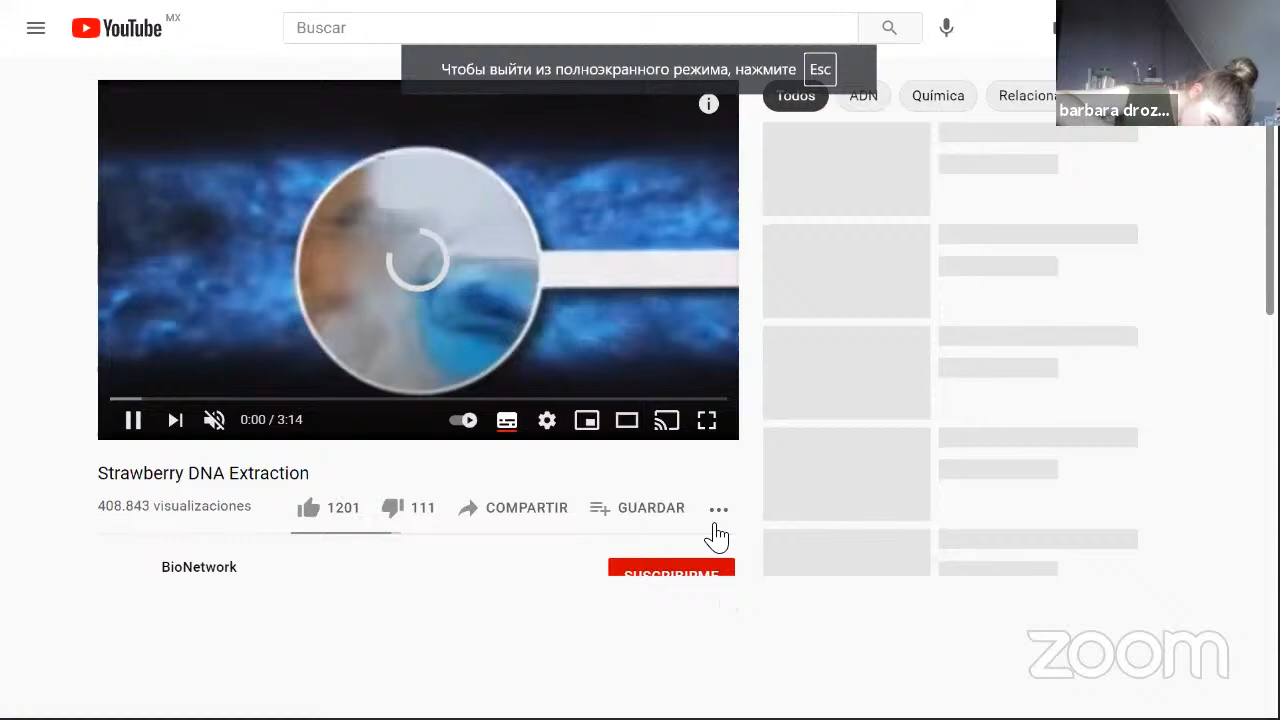 YouTube MX
Buscar
Чтобы выйти из полноэкранного режима, нажмите Esc
Todos
ADN
Química
Relaciona
barbara droz...
0:00 / 3:14
Strawberry DNA Extraction
408.843 visualizaciones
1201
111
COMPARTIR
GUARDAR
BioNetwork
SUSCRIBIRME
zoom